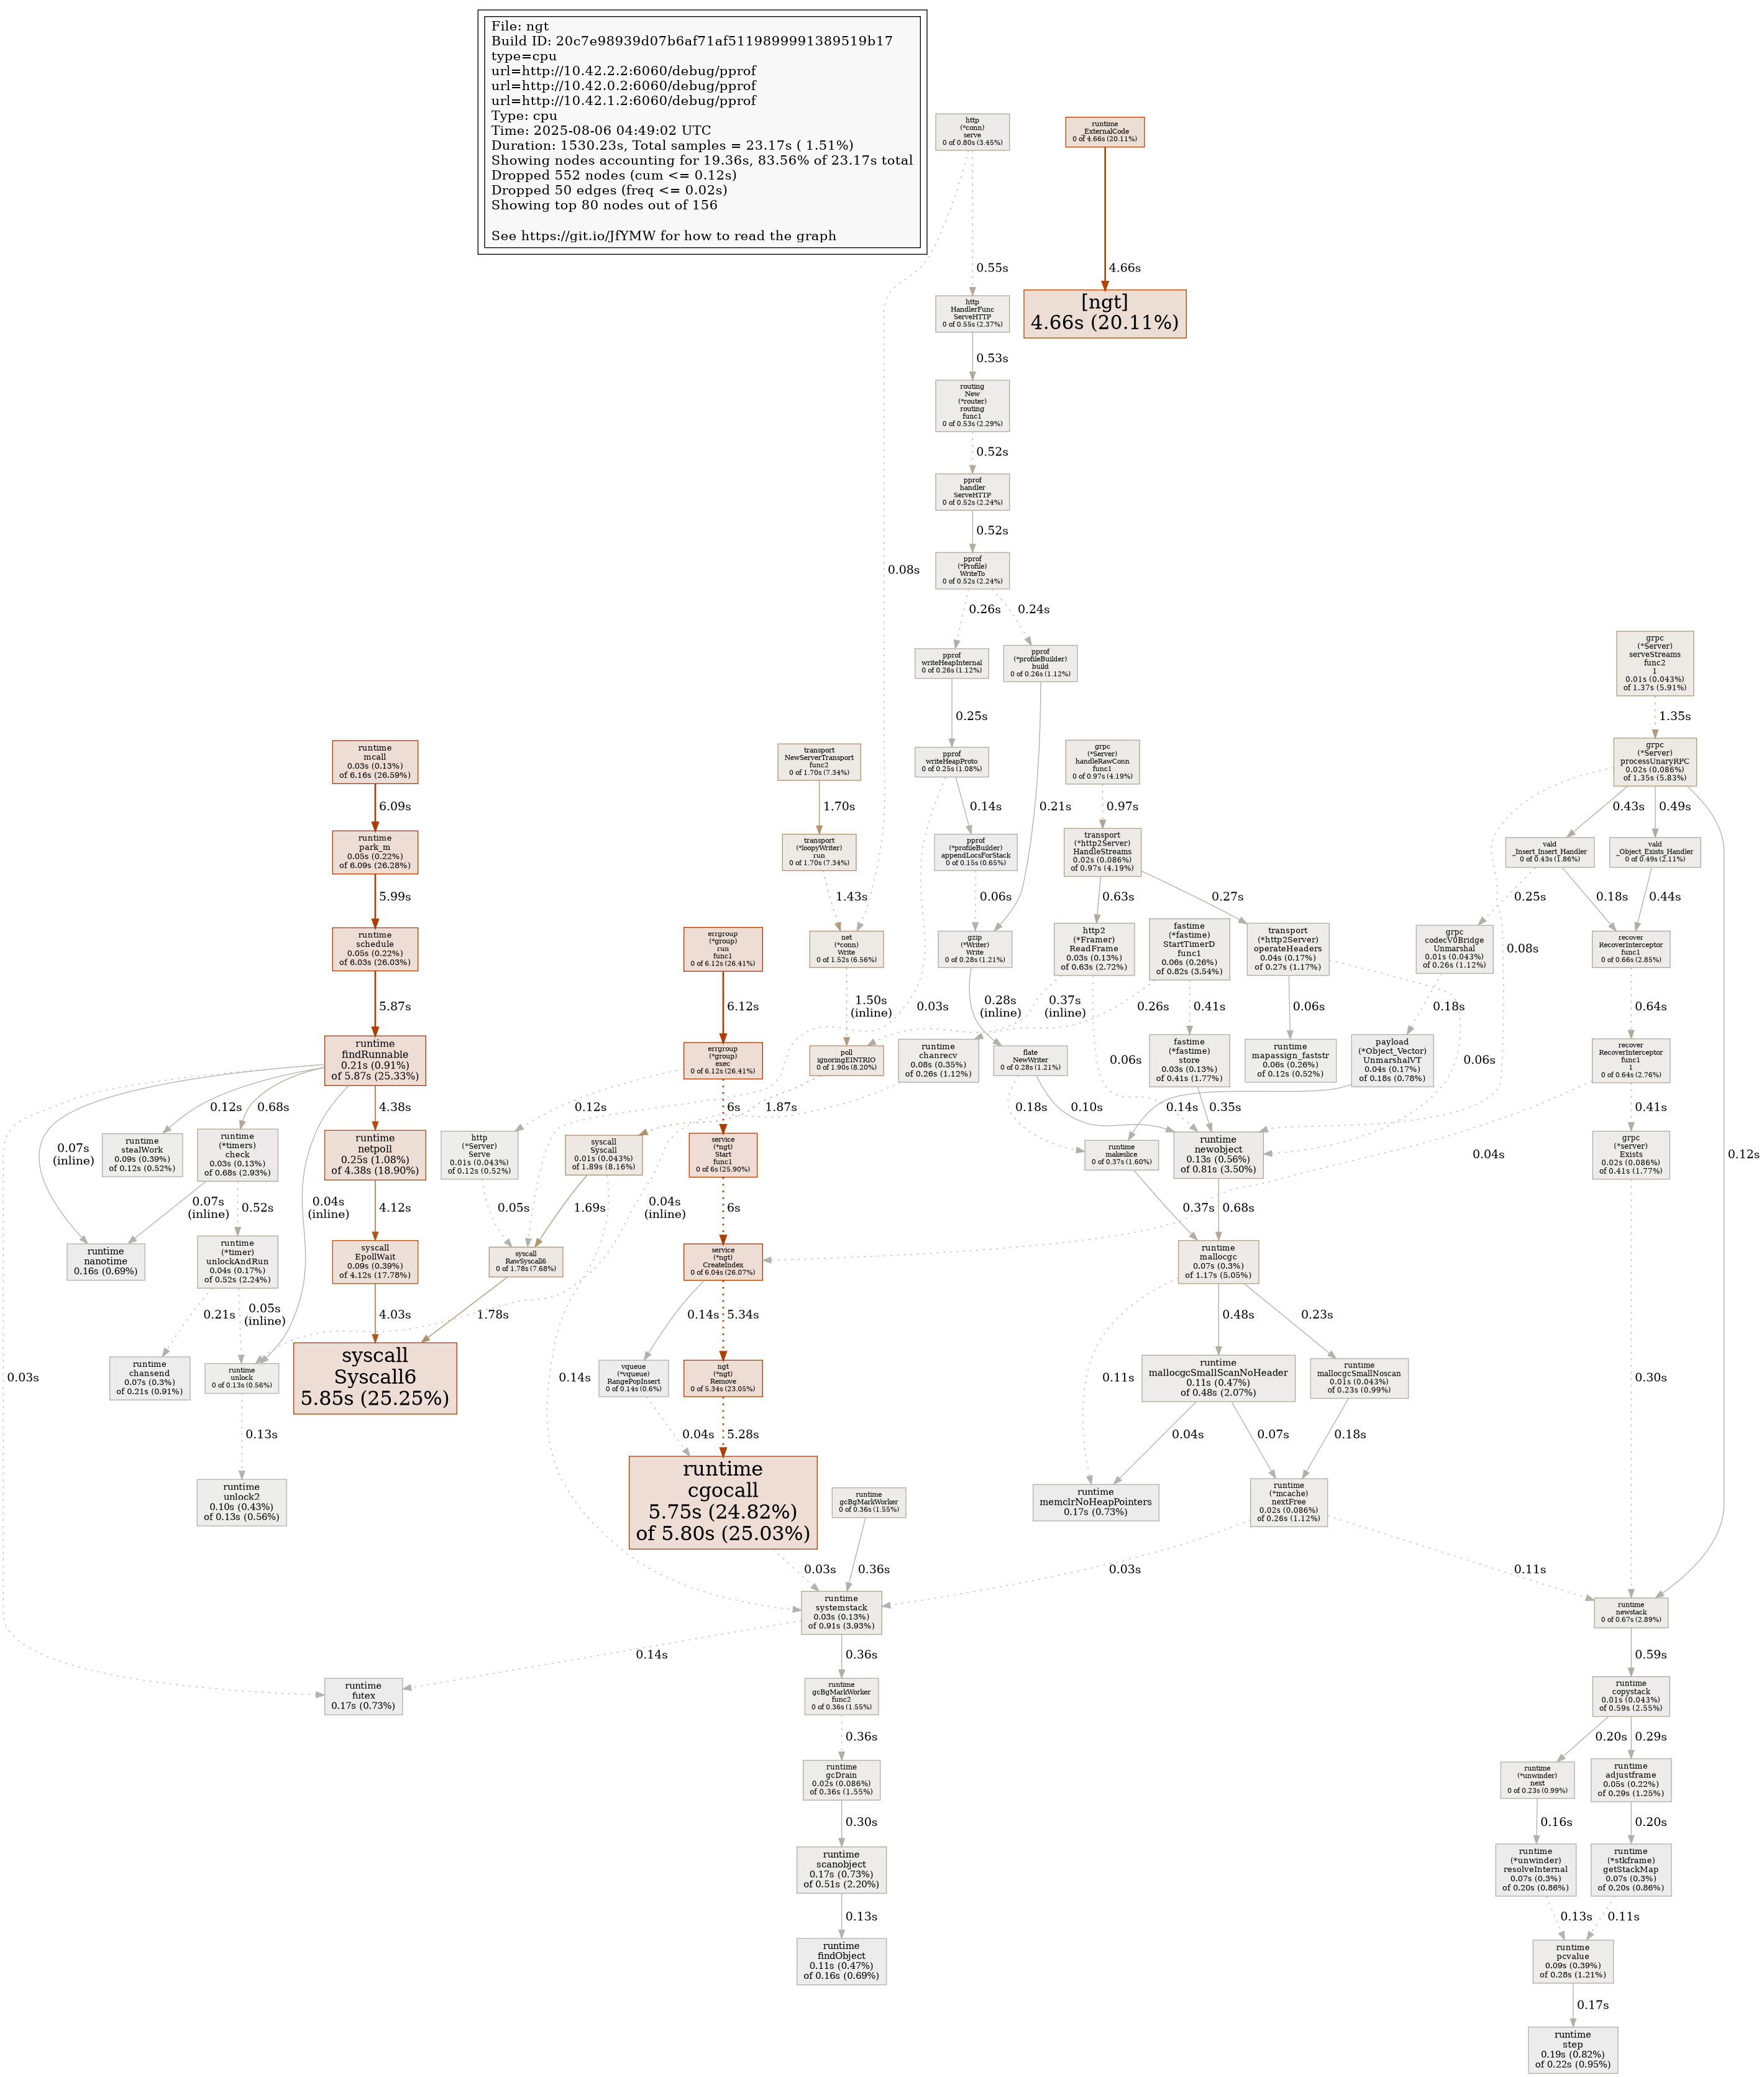 File: ngt
Build ID: 20c7e98939d07b6af71af5119899991389519b17
type=cpu
url=http://10.42.2.2:6060/debug/pprof
url=http://10.42.0.2:6060/debug/pprof
url=http://10.42.1.2:6060/debug/pprof
Type: cpu
Time: 2025-08-06 04:49:02 UTC
Duration: 1530.23s, Total samples = 23.17s ( 1.51%)
Showing nodes accounting for 19.36s, 83.56% of 23.17s total
Dropped 552 nodes (cum <= 0.12s)
Dropped 50 edges (freq <= 0.02s)
Showing top 80 nodes out of 156
See https://git.io/JfYMW for how to read the graph
http
(*conn)
serve
0 of 0.80s (3.45%)
runtime
_ExternalCode
0 of 4.66s (20.11%)
0.55s
4.66s
http
HandlerFunc
ServeHTTP
0 of 0.55s (2.37%)
[ngt]
4.66s (20.11%)
0.53s
routing
New
(*router)
routing
func1
0 of 0.53s (2.29%)
0.52s
pprof
handler
ServeHTTP
0 of 0.52s (2.24%)
0.52s
0.08s
pprof
(*Profile)
WriteTo
0 of 0.52s (2.24%)
0.26s
0.24s
pprof
writeHeapInternal
0 of 0.26s (1.12%)
pprof
(*profileBuilder)
build
0 of 0.26s (1.12%)
grpc
(*Server)
serveStreams
func2
1
0.01s (0.043%)
of 1.37s (5.91%)
0.25s
1.35s
runtime
mcall
0.03s (0.13%)
of 6.16s (26.59%)
transport
NewServerTransport
func2
0 of 1.70s (7.34%)
pprof
writeHeapProto
0 of 0.25s (1.08%)
grpc
(*Server)
handleRawConn
func1
0 of 0.97s (4.19%)
grpc
(*Server)
processUnaryRPC
0.02s (0.086%)
of 1.35s (5.83%)
6.09s
1.70s
0.14s
0.21s
0.97s
0.43s
0.49s
runtime
park_m
0.05s (0.22%)
of 6.09s (26.28%)
transport
(*loopyWriter)
run
0 of 1.70s (7.34%)
pprof
(*profileBuilder)
appendLocsForStack
0 of 0.15s (0.65%)
transport
(*http2Server)
HandleStreams
0.02s (0.086%)
of 0.97s (4.19%)
vald
_Insert_Insert_Handler
0 of 0.43s (1.86%)
vald
_Object_Exists_Handler
0 of 0.49s (2.11%)
5.99s
1.43s
0.06s
0.63s
0.27s
0.25s
0.18s
0.44s
0.08s
runtime
schedule
0.05s (0.22%)
of 6.03s (26.03%)
errgroup
(*group)
run
func1
0 of 6.12s (26.41%)
net
(*conn)
Write
0 of 1.52s (6.56%)
gzip
(*Writer)
Write
0 of 0.28s (1.21%)
http2
(*Framer)
ReadFrame
0.03s (0.13%)
of 0.63s (2.72%)
fastime
(*fastime)
StartTimerD
func1
0.06s (0.26%)
of 0.82s (3.54%)
transport
(*http2Server)
operateHeaders
0.04s (0.17%)
of 0.27s (1.17%)
grpc
codecV0Bridge
Unmarshal
0.01s (0.043%)
of 0.26s (1.12%)
recover
RecoverInterceptor
func1
0 of 0.66s (2.85%)
5.87s
6.12s
1.50s
(inline)
0.03s
0.28s
(inline)
0.37s
(inline)
0.26s
0.41s
0.06s
0.18s
0.64s
runtime
findRunnable
0.21s (0.91%)
of 5.87s (25.33%)
errgroup
(*group)
exec
0 of 6.12s (26.41%)
poll
ignoringEINTRIO
0 of 1.90s (8.20%)
runtime
chanrecv
0.08s (0.35%)
of 0.26s (1.12%)
flate
NewWriter
0 of 0.28s (1.21%)
0.06s
fastime
(*fastime)
store
0.03s (0.13%)
of 0.41s (1.77%)
runtime
mapassign_faststr
0.06s (0.26%)
of 0.12s (0.52%)
0.06s
payload
(*Object_Vector)
UnmarshalVT
0.04s (0.17%)
of 0.18s (0.78%)
recover
RecoverInterceptor
func1
1
0 of 0.64s (2.76%)
0.12s
0.68s
4.38s
0.12s
6s
1.87s
0.18s
0.10s
0.14s
0.35s
0.41s
0.07s
(inline)
runtime
stealWork
0.09s (0.39%)
of 0.12s (0.52%)
runtime
(*timers)
check
0.03s (0.13%)
of 0.68s (2.93%)
runtime
netpoll
0.25s (1.08%)
of 4.38s (18.90%)
http
(*Server)
Serve
0.01s (0.043%)
of 0.12s (0.52%)
syscall
Syscall
0.01s (0.043%)
of 1.89s (8.16%)
service
(*ngt)
Start
func1
0 of 6s (25.90%)
runtime
makeslice
0 of 0.37s (1.60%)
runtime
newobject
0.13s (0.56%)
of 0.81s (3.50%)
0.04s
grpc
(*server)
Exists
0.02s (0.086%)
of 0.41s (1.77%)
0.12s
0.07s
(inline)
0.52s
0.04s
(inline)
4.12s
0.05s
1.69s
0.04s
(inline)
6s
0.37s
0.68s
runtime
nanotime
0.16s (0.69%)
runtime
(*timer)
unlockAndRun
0.04s (0.17%)
of 0.52s (2.24%)
syscall
EpollWait
0.09s (0.39%)
of 4.12s (17.78%)
syscall
RawSyscall6
0 of 1.78s (7.68%)
service
(*ngt)
CreateIndex
0 of 6.04s (26.07%)
runtime
mallocgc
0.07s (0.3%)
of 1.17s (5.05%)
0.21s
0.05s
(inline)
4.03s
1.78s
0.14s
5.34s
0.48s
0.23s
0.03s
runtime
chansend
0.07s (0.3%)
of 0.21s (0.91%)
runtime
unlock
0 of 0.13s (0.56%)
syscall
Syscall6
5.85s (25.25%)
0.14s
vqueue
(*vqueue)
RangePopInsert
0 of 0.14s (0.6%)
ngt
(*ngt)
Remove
0 of 5.34s (23.05%)
0.11s
runtime
mallocgcSmallScanNoHeader
0.11s (0.47%)
of 0.48s (2.07%)
runtime
mallocgcSmallNoscan
0.01s (0.043%)
of 0.23s (0.99%)
0.30s
0.13s
0.04s
5.28s
0.04s
0.07s
0.18s
runtime
unlock2
0.10s (0.43%)
of 0.13s (0.56%)
runtime
cgocall
5.75s (24.82%)
of 5.80s (25.03%)
runtime
gcBgMarkWorker
0 of 0.36s (1.55%)
runtime
memclrNoHeapPointers
0.17s (0.73%)
runtime
(*mcache)
nextFree
0.02s (0.086%)
of 0.26s (1.12%)
0.03s
0.36s
0.03s
0.11s
runtime
systemstack
0.03s (0.13%)
of 0.91s (3.93%)
runtime
newstack
0 of 0.67s (2.89%)
0.14s
0.36s
0.59s
runtime
futex
0.17s (0.73%)
runtime
gcBgMarkWorker
func2
0 of 0.36s (1.55%)
runtime
copystack
0.01s (0.043%)
of 0.59s (2.55%)
0.36s
0.20s
0.29s
runtime
gcDrain
0.02s (0.086%)
of 0.36s (1.55%)
runtime
(*unwinder)
next
0 of 0.23s (0.99%)
runtime
adjustframe
0.05s (0.22%)
of 0.29s (1.25%)
0.30s
0.16s
0.20s
runtime
scanobject
0.17s (0.73%)
of 0.51s (2.20%)
runtime
(*unwinder)
resolveInternal
0.07s (0.3%)
of 0.20s (0.86%)
runtime
(*stkframe)
getStackMap
0.07s (0.3%)
of 0.20s (0.86%)
0.13s
0.13s
0.11s
runtime
findObject
0.11s (0.47%)
of 0.16s (0.69%)
runtime
pcvalue
0.09s (0.39%)
of 0.28s (1.21%)
0.17s
runtime
step
0.19s (0.82%)
of 0.22s (0.95%)